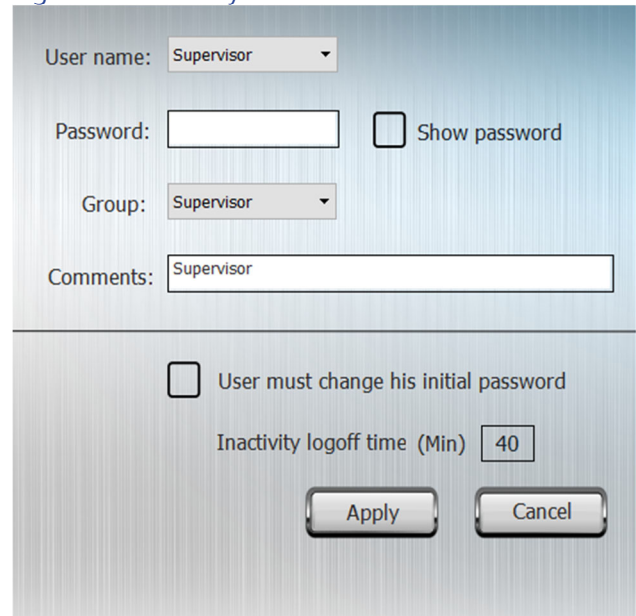 User name: Supervisor
Password: Show password
Group: Supervisor
Comments: Supervisor
User must change his initial password
Inactivity logoff time (Min) 40
Apply Cancel